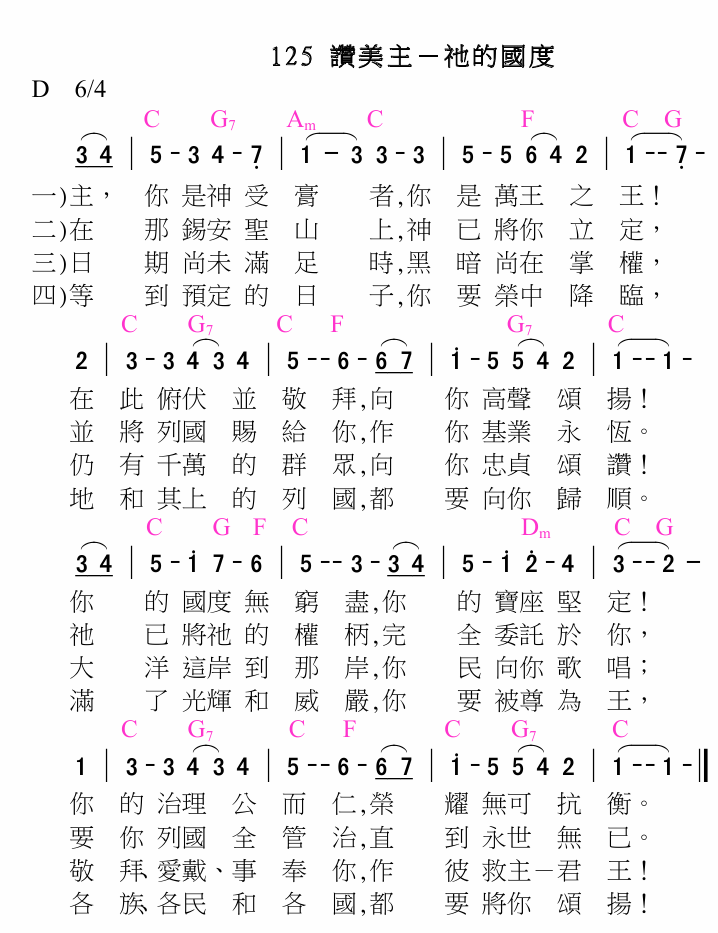 125 讚美主－祂的國度
D 6/4
C G7 Am C F C G
3 4 | 5 - 3 4 - 7 | 1 - 3 3 - 3 | 5 - 5 6 4 2 | 1 - - 7 -
一)主， 你 是神 受 膏 者,你 是 萬王 之 王！
二)在 那 錫安 聖 山 上,神 已 將你 立 定，
三)日 期 尚未 滿 足 時,黑 暗 尚在 掌 權，
四)等 到 預定 的 日 子,你 要 榮中 降 臨，
C G7 C F G7 C
2 | 3 - 3 4 3 4 | 5 - - 6 - 6 7 | i - 5 5 4 2 | 1 - - 1 -
在 此 俯伏 並 敬 拜,向 你 高聲 頌 揚！
並 將 列國 賜 給 你,作 你 基業 永 恆。
仍 有 千萬 的 群 眾,向 你 忠貞 頌 讚！
地 和 其上 的 列 國,都 要 向你 歸 順。
C G F C Dm C G
3 4 | 5 - i 7 - 6 | 5 - - 3 - 3 4 | 5 - i 2 - 4 | 3 - - 2 -
你 的 國度 無 窮 盡,你 的 寶座 堅 定！
祂 已 將祂 的 權 柄,完 全 委託 於 你，
大 洋 這岸 到 那 岸,你 民 向你 歌 唱；
滿 了 光輝 和 威 嚴,你 要 被尊 為 王，
C G7 C F C G7 C
1 | 3 - 3 4 3 4 | 5 - - 6 - 6 7 | i - 5 5 4 2 | 1 - - 1 - ||
你 的 治理 公 而 仁,榮 耀 無可 抗 衡。
要 你 列國 全 管 治,直 到 永世 無 已。
敬 拜、愛戴、事 奉 你,作 彼 救主－君 王！
各 族、各民 和 各 國,都 要 將你 頌 揚！